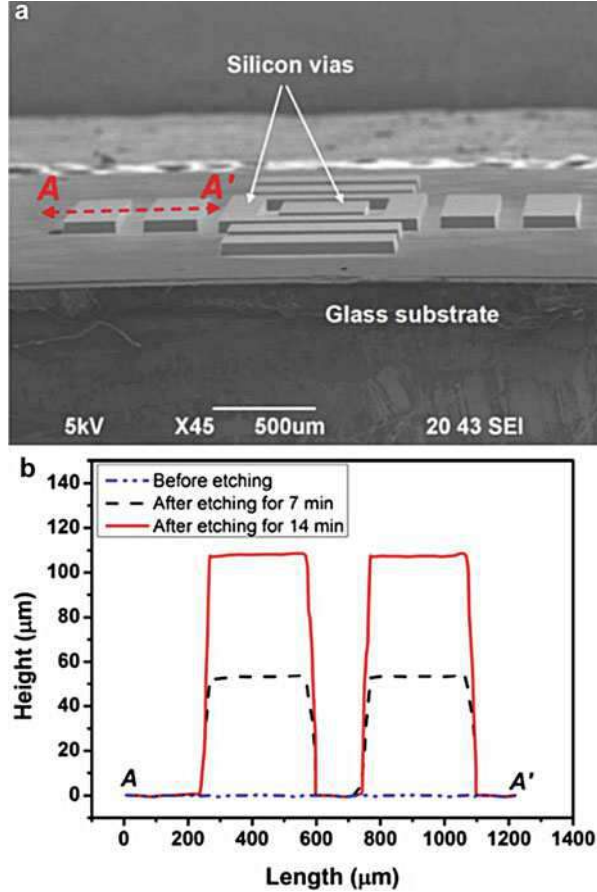 a
Silicon vias
A A'
Glass substrate
5kV X45 500um 20 43 SEI
b
Before etching
After etching for 7 min
After etching for 14 min
140
120
100
80
60
40
20
0
Height (μm)
A A'
0 200 400 600 800 1000 1200 1400
Length (μm)